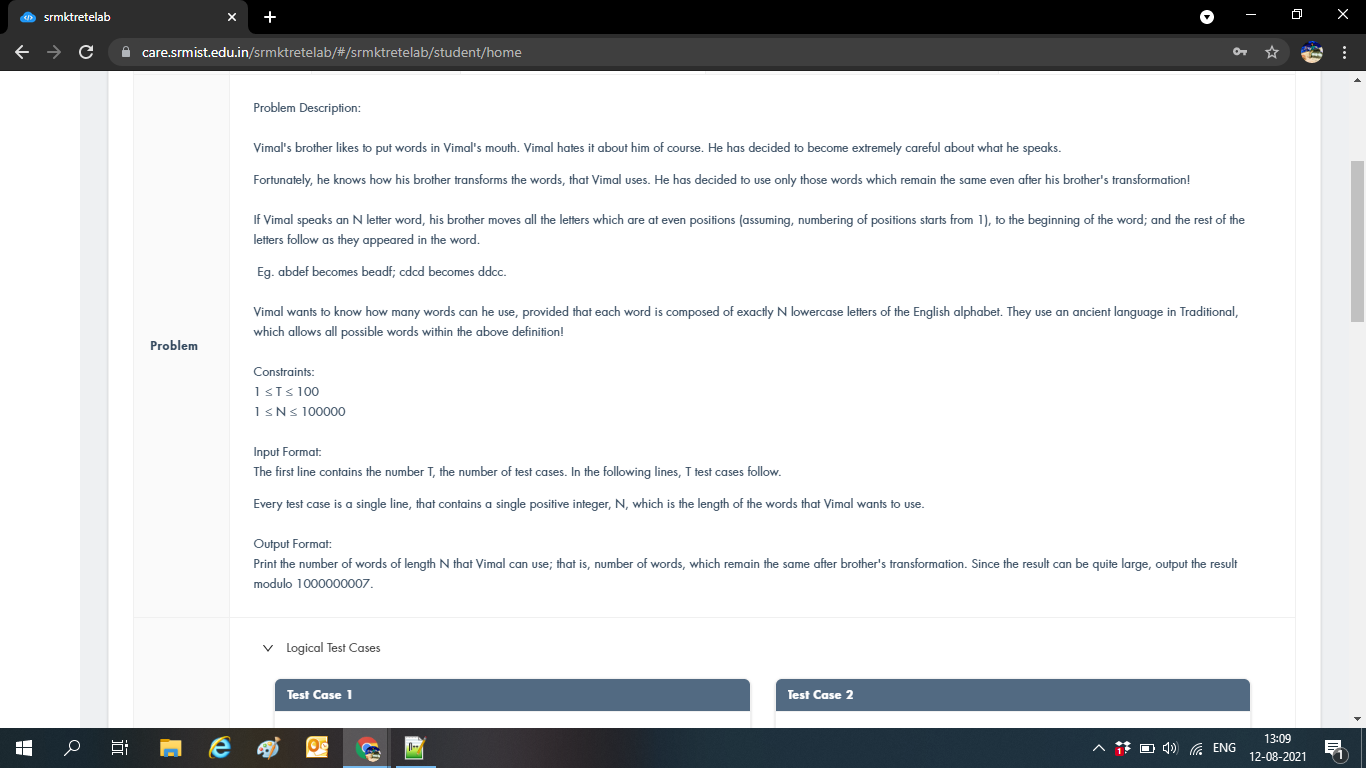 srmktretelab
care.srmist.edu.in/srmktretelab/#/srmktretelab/student/home
Problem Description:
Vimal's brother likes to put words in Vimal's mouth. Vimal hates it about him of course. He has decided to become extremely careful about what he speaks.
Fortunately, he knows how his brother transforms the words, that Vimal uses. He has decided to use only those words which remain the same even after his brother's transformation!
If Vimal speaks an N letter word, his brother moves all the letters which are at even positions (assuming, numbering of positions starts from 1), to the beginning of the word; and the rest of the
letters follow as they appeared in the word.
Eg. abdef becomes beadf; cdcd becomes ddcc.
Vimal wants to know how many words can he use, provided that each word is composed of exactly N lowercase letters of the English alphabet. They use an ancient language in Traditional,
which allows all possible words within the above definition!
Problem
Constraints:
1 ≤ T ≤ 100
1 ≤ N ≤ 100000
Input Format:
The first line contains the number T, the number of test cases. In the following lines, T test cases follow.
Every test case is a single line, that contains a single positive integer, N, which is the length of the words that Vimal wants to use.
Output Format:
Print the number of words of length N that Vimal can use; that is, number of words, which remain the same after brother's transformation. Since the result can be quite large, output the result
modulo 1000000007.
Logical Test Cases
Test Case 1
Test Case 2
ENG
13:09
12-08-2021
1